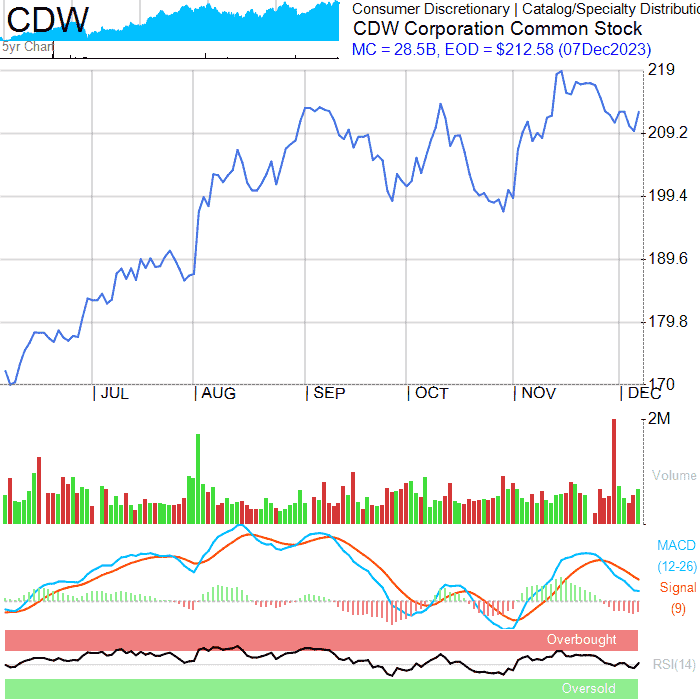 CDW
5yr Chart
Consumer Discretionary | Catalog/Specialty Distributio
CDW Corporation Common Stock
MC = 28.5B, EOD = $212.58 (07Dec2023)
219
209.2
199.4
189.6
179.8
170
| JUL | AUG | SEP | OCT | NOV | DEC
2M
Volume
MACD
(12-26)
Signal
(9)
Overbought
RSI(14)
Oversold